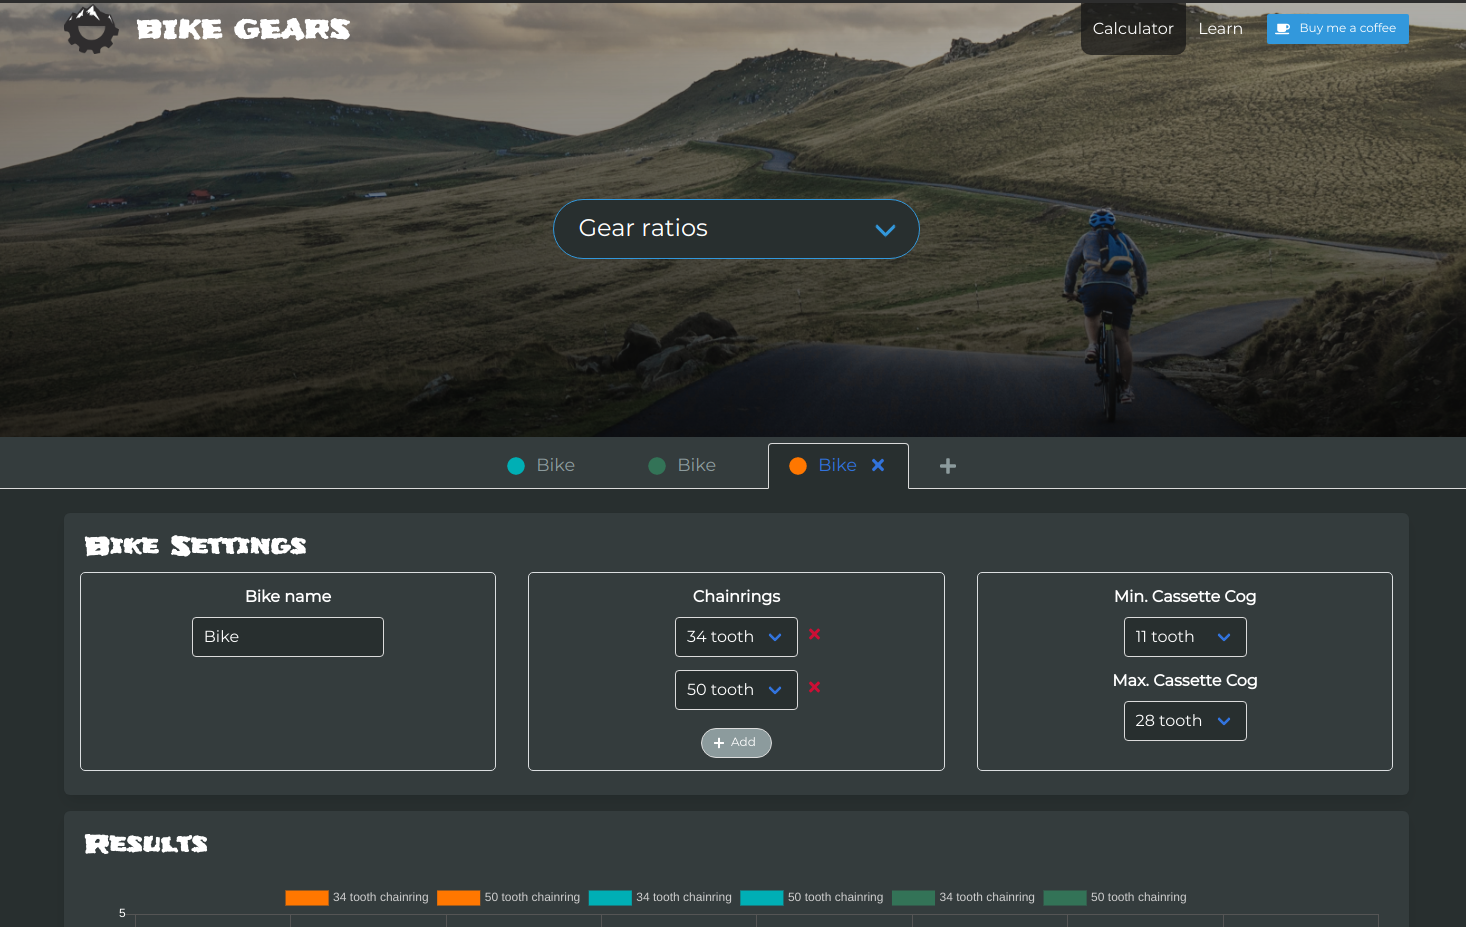 BIKE GEARS
Calculator
Learn
Buy me a coffee
Gear ratios
Bike
Bike
Bike
BIKE SETTINGS
Bike name
Bike
Chainrings
34 tooth
50 tooth
Add
Min. Cassette Cog
11 tooth
Max. Cassette Cog
28 tooth
RESULTS
34 tooth chainring
50 tooth chainring
34 tooth chainring
50 tooth chainring
34 tooth chainring
50 tooth chainring
5